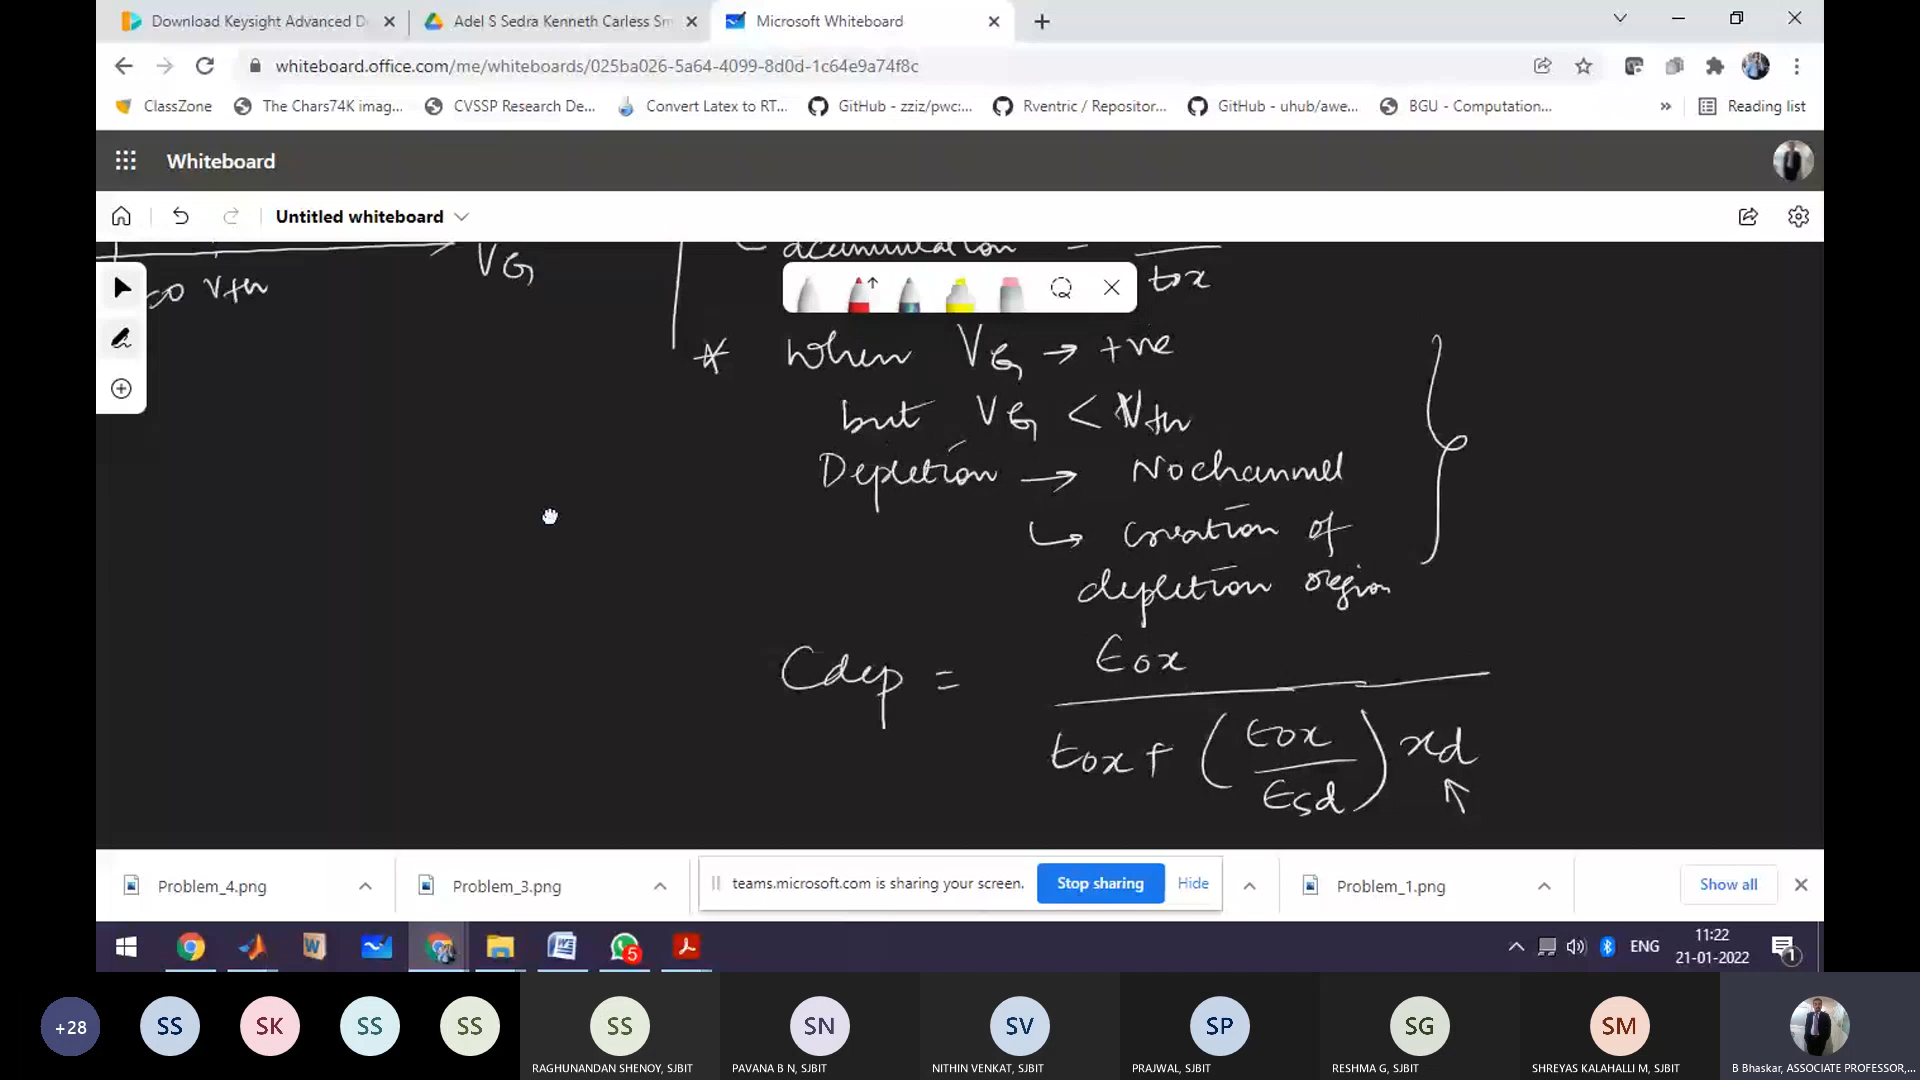 Download Keysight Advanced D
Adel S Sedra Kenneth Carless Sm
Microsoft Whiteboard
whiteboard.office.com/me/whiteboards/025ba026-5a64-4099-8d0d-1c64e9a74f8c
ClassZone
The Chars74K imag...
CVSSP Research De...
Convert Latex to RT...
GitHub - zziz/pwc:...
Rventric / Repositor...
GitHub - uhub/awe...
BGU - Computation...
»
Reading list
Whiteboard
Untitled whiteboard
VG
Vth
acumulation =
tox
* When VG → +ve
but VG < Vth
Depletion → No channel
↳ creation of
depletion region
Cdep =
ϵox
tox + (ϵox/ϵsd) xd
↑
Problem_4.png
Problem_3.png
teams.microsoft.com is sharing your screen.
Stop sharing
Hide
Problem_1.png
Show all
5
ENG
11:22
21-01-2022
1
+28
SS
SK
SS
SS
SS
RAGHUNANDAN SHENOY, SJBIT
SN
PAVANA B N, SJBIT
SV
NITHIN VENKAT, SJBIT
SP
PRAJWAL, SJBIT
SG
RESHMA G, SJBIT
SM
SHREYAS KALAHALLI M, SJBIT
B Bhaskar, ASSOCIATE PROFESSOR,...